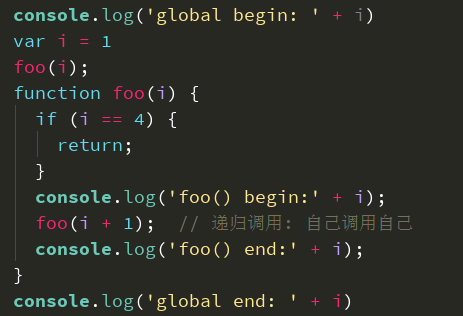 console.log('global begin: ' + i)
var i = 1
foo(i);
function foo(i) {
  if (i == 4) {
    return;
  }
  console.log('foo() begin:' + i);
  foo(i + 1);  // 递归调用: 自己调用自己
  console.log('foo() end:' + i);
}
console.log('global end: ' + i)